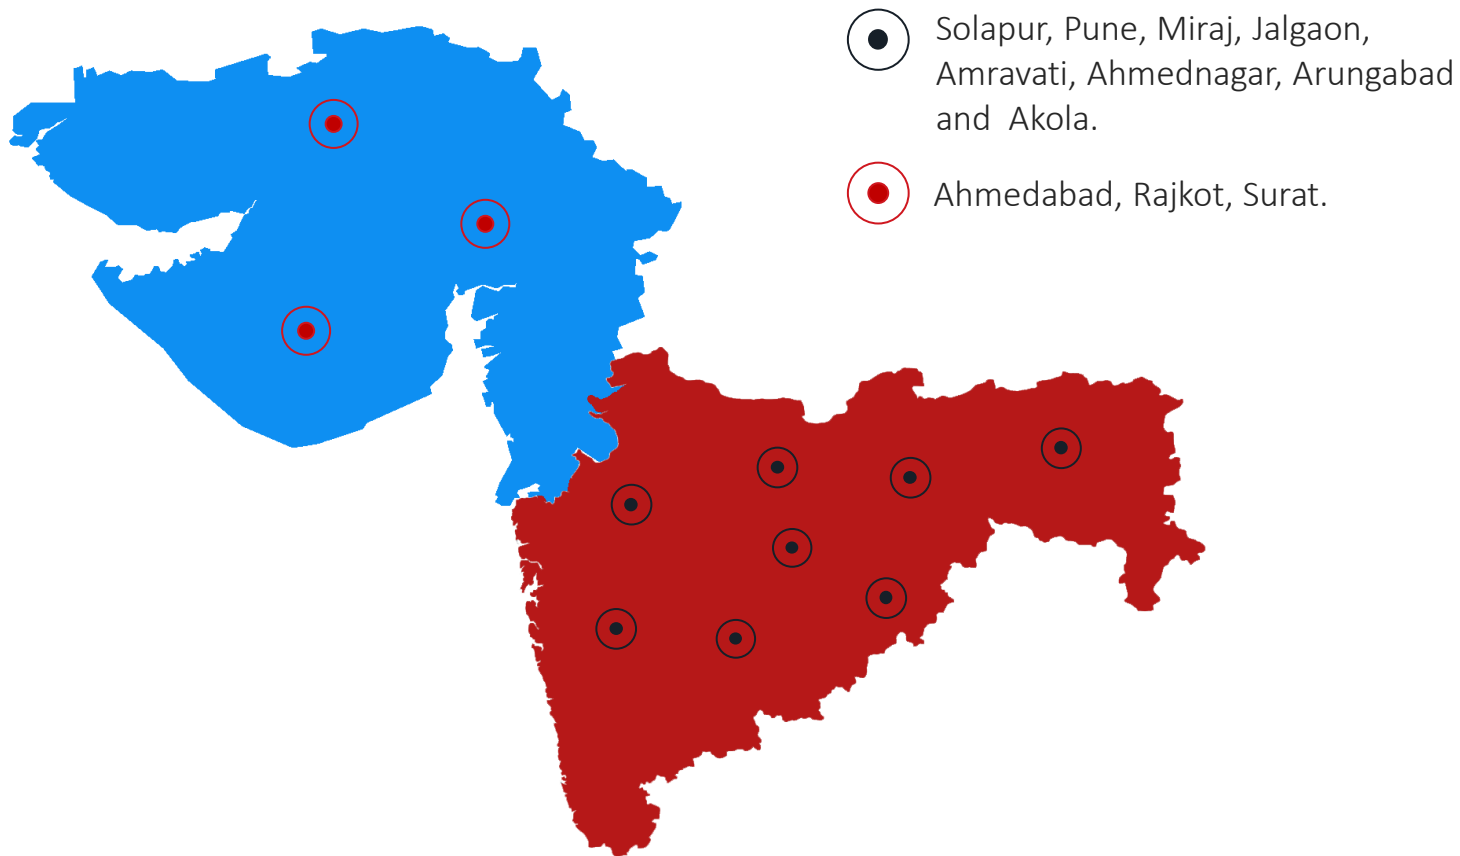 Solapur, Pune, Miraj, Jalgaon,
Amravati, Ahmednagar, Arungabad
and  Akola.
Ahmedabad, Rajkot, Surat.